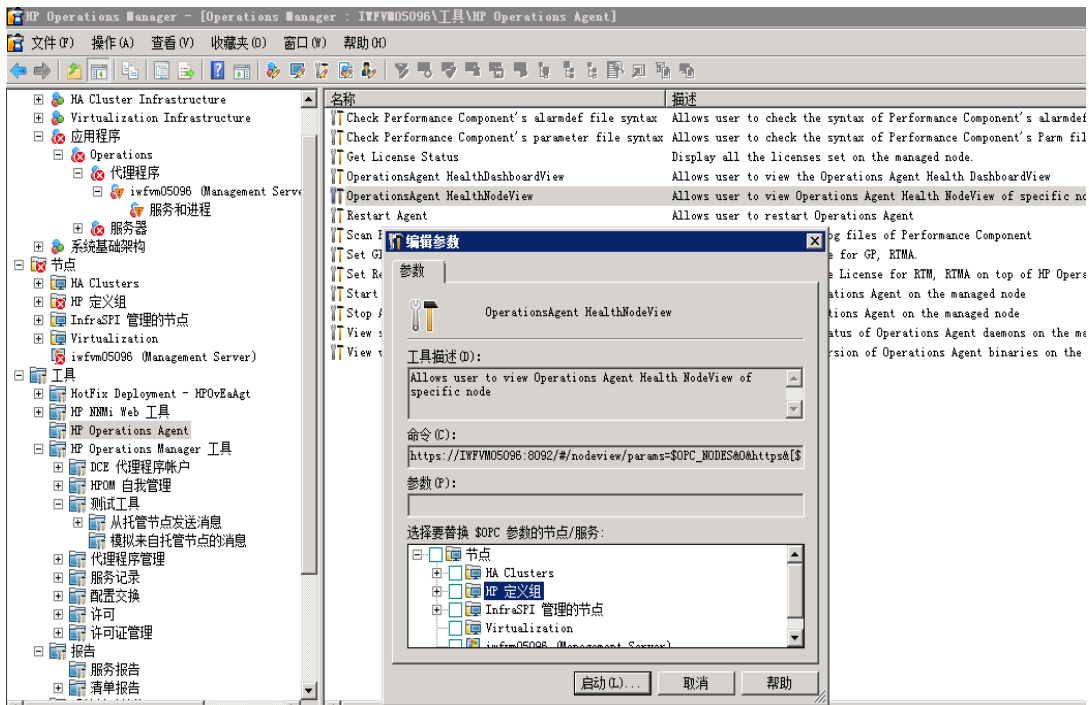 HP Operations Manager - [Operations Manager : IWFVM05096\工具\HP Operations Agent]
文件(F) 操作(A) 查看(V) 收藏夹(O) 窗口(W) 帮助(H)
HA Cluster Infrastructure
Virtualization Infrastructure
应用程序
Operations
代理程序
iwfvm05096 (Management Serve
服务和进程
服务器
系统基础架构
节点
HA Clusters
HP 定义组
InfraSPI 管理的节点
Virtualization
iwfvm05096 (Management Server)
工具
HotFix Deployment - HPOvEaAgt
HP NNMi Web 工具
HP Operations Agent
HP Operations Manager 工具
DCE 代理程序帐户
HPOM 自我管理
测试工具
从托管节点发送消息
模拟来自托管节点的消息
代理程序管理
服务记录
配置交换
许可
许可证管理
报告
服务报告
清单报告
名称 描述
Check Performance Component's alarmdef file syntax Allows user to check the syntax of Performance Component's alarmdef
Check Performance Component's parameter file syntax Allows user to check the syntax of Performance Component's Parm fil
Get License Status Display all the licenses set on the managed node.
OperationsAgent HealthDashboardView Allows user to view the Operations Agent Health DashboardView
OperationsAgent HealthNodeView Allows user to view Operations Agent Health NodeView of specific no
Restart Agent Allows user to restart Operations Agent
Scan og files of Performance Component
Set Gl e for GP, RTMA.
Set Re e License for RTM, RTMA on top of HP Opera
Start ations Agent on the managed node
Stop A tions Agent on the managed node
View s atus of Operations Agent daemons on the ma
View v rsion of Operations Agent binaries on the
编辑参数
参数
OperationsAgent HealthNodeView
工具描述(D):
Allows user to view Operations Agent Health NodeView of
specific node
命令(C):
https://IWFVM05096:8092/#/nodeview/params=$OPC_NODES&0&https&[$
参数(P):
选择要替换 $OPC 参数的节点/服务:
节点
HA Clusters
HP 定义组
InfraSPI 管理的节点
Virtualization
iwfvm05096 (Management Server)
启动(L)... 取消 帮助